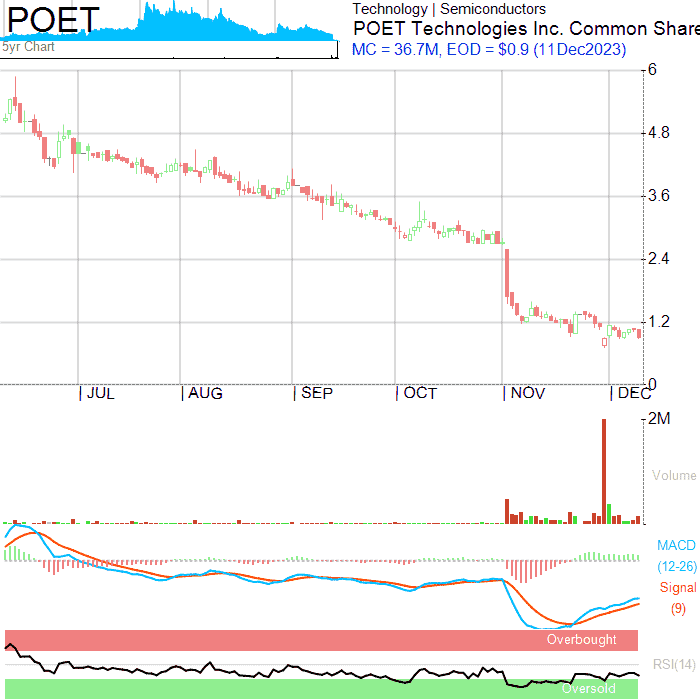 POET
5yr Chart
Technology | Semiconductors
POET Technologies Inc. Common Share
MC = 36.7M, EOD = $0.9 (11Dec2023)
6
4.8
3.6
2.4
1.2
0
JUL AUG SEP OCT NOV DEC
2M
Volume
MACD
(12-26)
Signal
(9)
Overbought
RSI(14)
Oversold